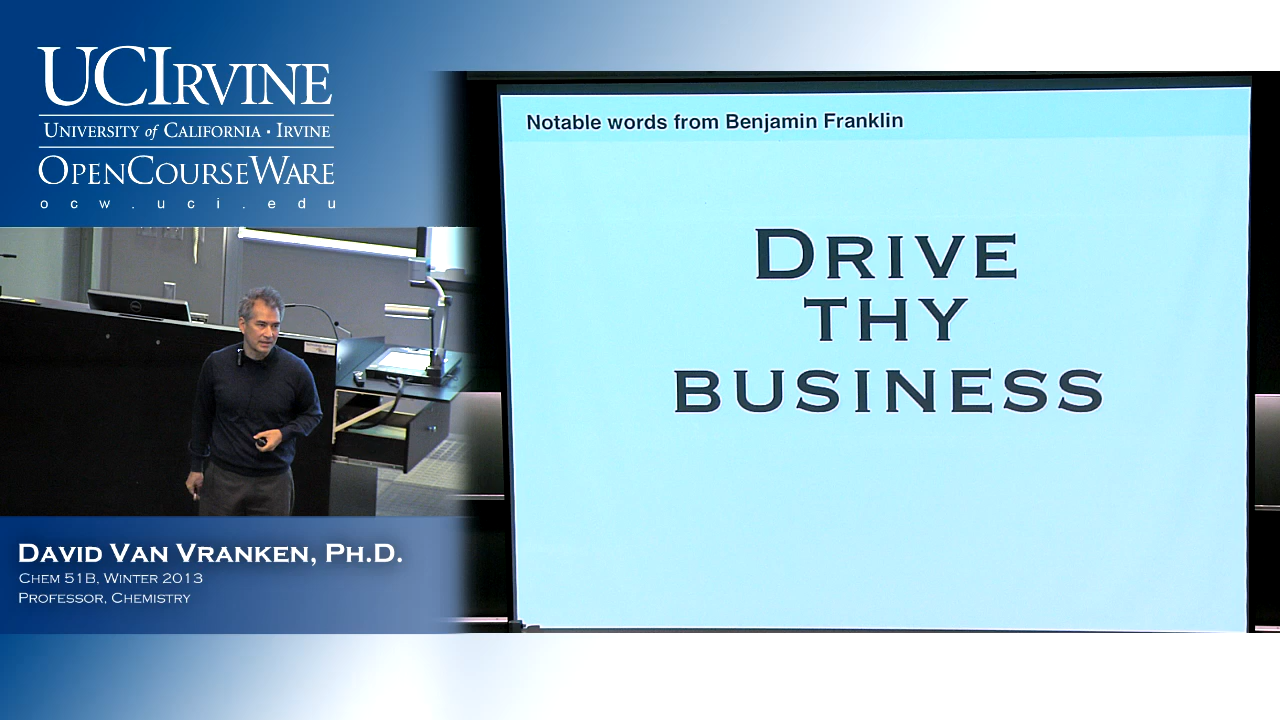 UCIRVINE
UNIVERSITY of CALIFORNIA · IRVINE
OPENCOURSEWARE
ocw.uci.edu
Notable words from Benjamin Franklin
DRIVE
THY
BUSINESS
DAVID VAN VRANKEN, PH.D.
CHEM 51B, WINTER 2013
PROFESSOR, CHEMISTRY